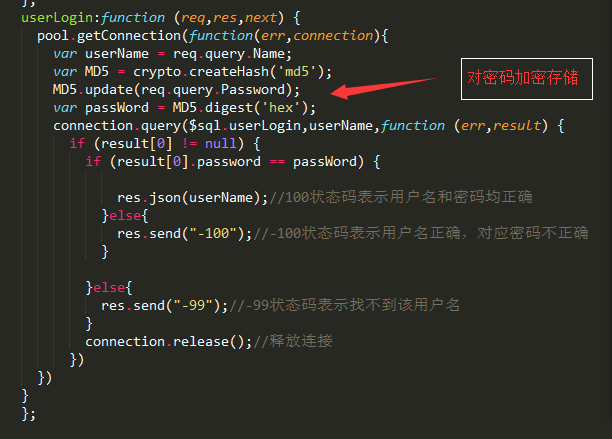 };
userLogin:function (req,res,next) {
pool.getConnection(function(err,connection){
var userName = req.query.Name;
var MD5 = crypto.createHash('md5');
MD5.update(req.query.Password);
对密码加密存储
var passWord = MD5.digest('hex');
connection.query($sql.userLogin,userName,function (err,result) {
if (result[0] != null) {
if (result[0].password == passWord) {
res.json(userName);//100状态码表示用户名和密码均正确
}else{
res.send("-100");//-100状态码表示用户名正确，对应密码不正确
}
}else{
res.send("-99");//-99状态码表示找不到该用户名
}
connection.release();//释放连接
})
})
}
};